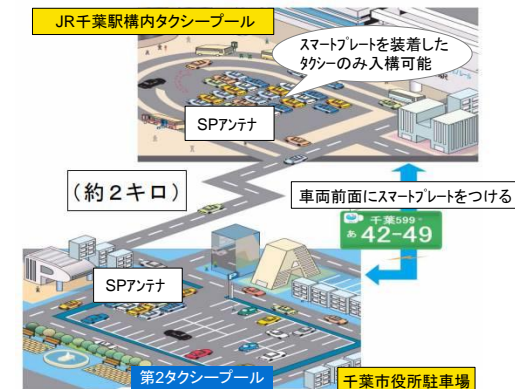 JR千葉駅構内タクシープール
スマートプレートを装着した
タクシーのみ入構可能
SPアンテナ
(約2キロ)
車両前面にスマートプレートをつける
千葉599
あ 42-49
SPアンテナ
第2タクシープール
千葉市役所駐車場